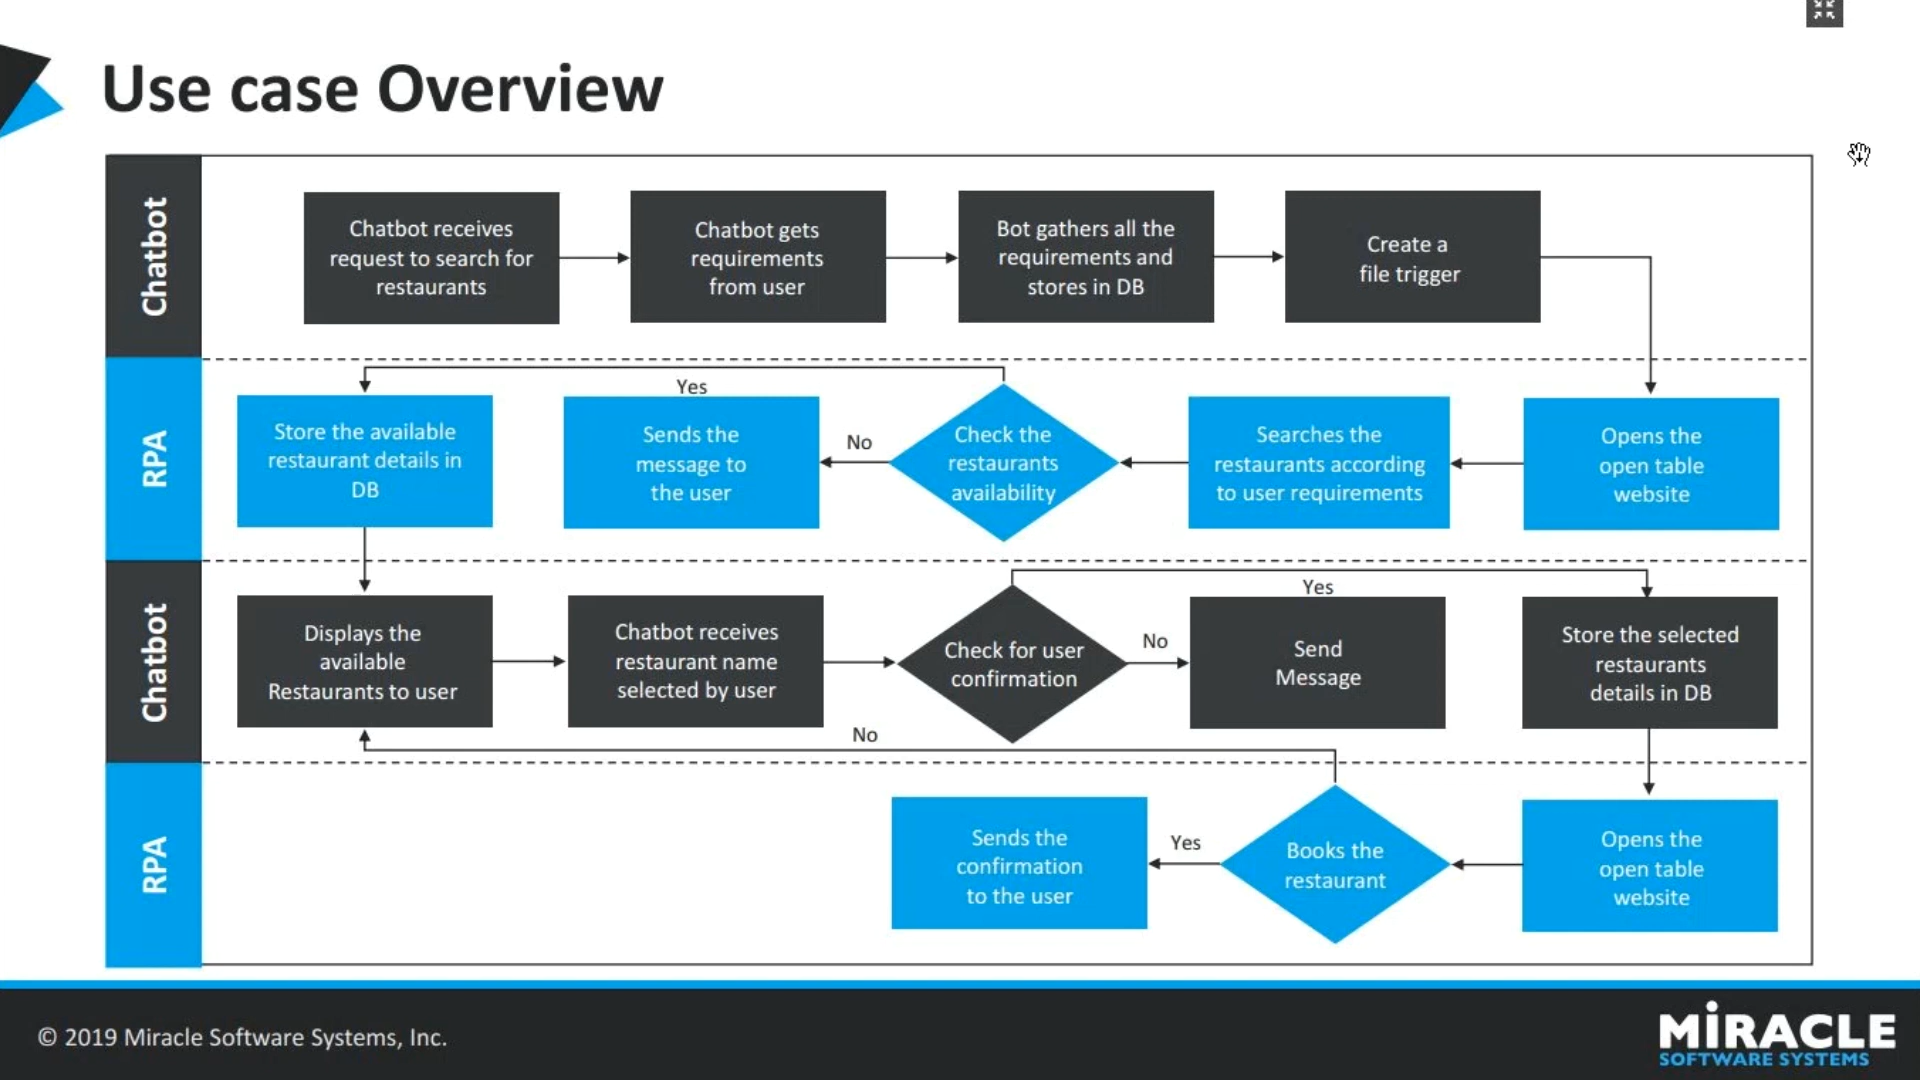 Use case Overview
Chatbot
Chatbot receives
request to search for
restaurants
Chatbot gets
requirements
from user
Bot gathers all the
requirements and
stores in DB
Create a
file trigger
RPA
Store the available
restaurant details in
DB
Yes
Sends the
message to
the user
No
Check the
restaurants
availability
Searches the
restaurants according
to user requirements
Opens the
open table
website
Chatbot
Displays the
available
Restaurants to user
Chatbot receives
restaurant name
selected by user
Check for user
confirmation
No
Yes
Send
Message
Store the selected
restaurants
details in DB
No
RPA
Sends the
confirmation
to the user
Yes
Books the
restaurant
Opens the
open table
website
© 2019 Miracle Software Systems, Inc.
MiRACLE
SOFTWARE SYSTEMS